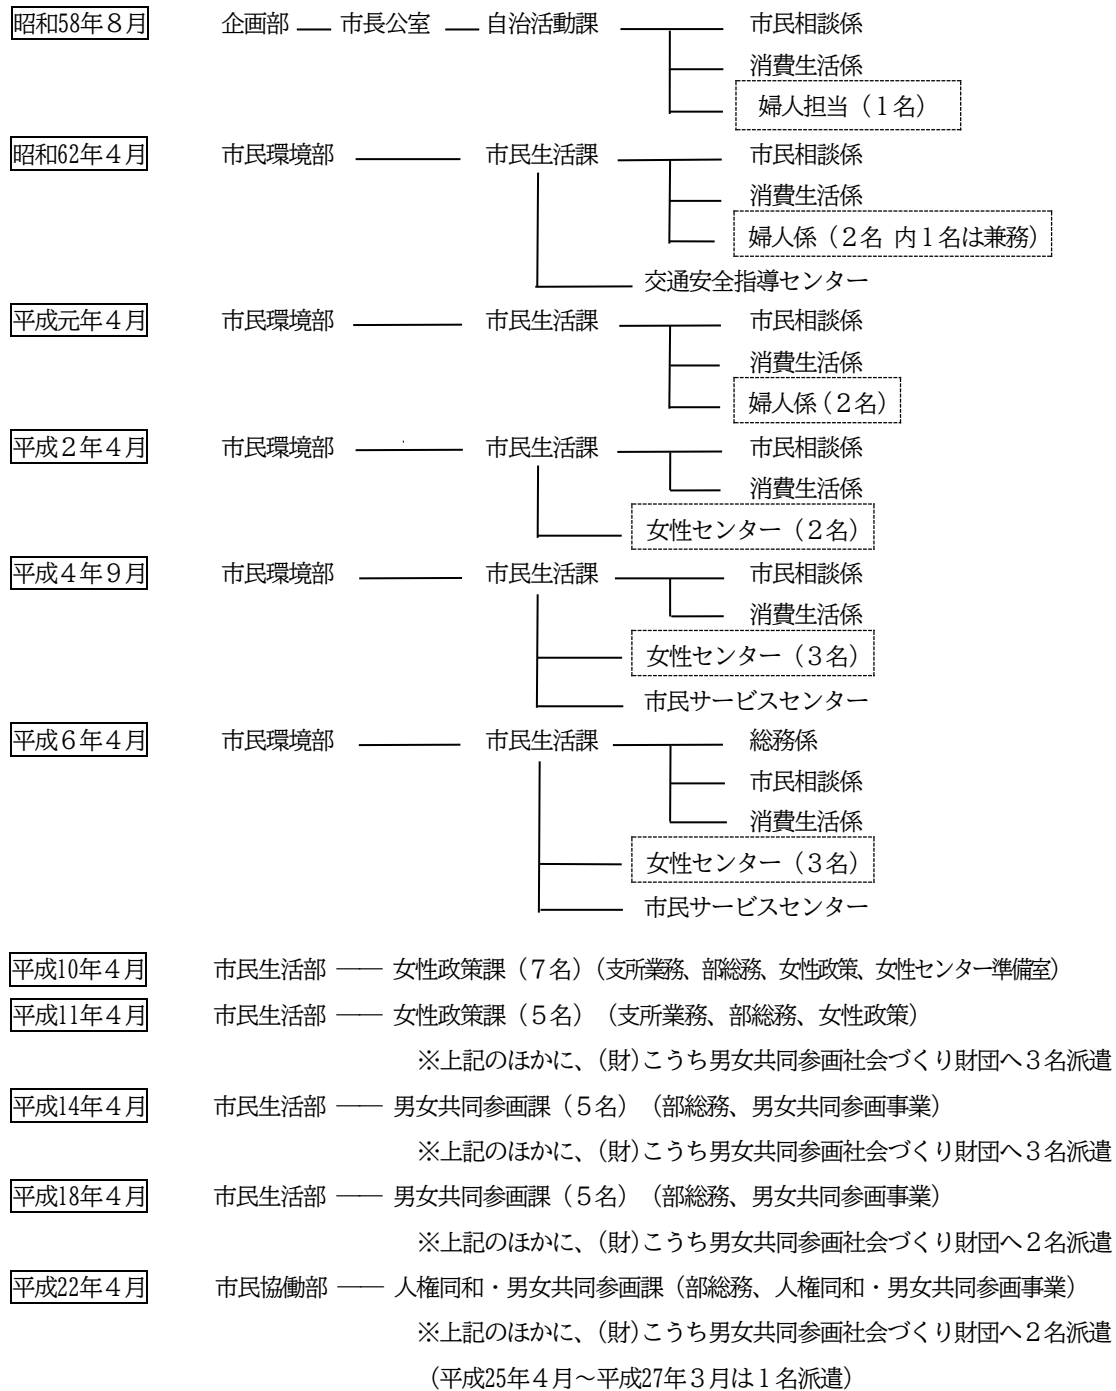 昭和58年８月 企画部 市長公室 自治活動課 市民相談係
消費生活係
婦人担当（１名）
昭和62年４月 市民環境部 市民生活課 市民相談係
消費生活係
婦人係（２名 内１名は兼務）
交通安全指導センター
平成元年４月 市民環境部 市民生活課 市民相談係
消費生活係
婦人係（２名）
平成２年４月 市民環境部 市民生活課 市民相談係
消費生活係
女性センター（２名）
平成４年９月 市民環境部 市民生活課 市民相談係
消費生活係
女性センター（３名）
市民サービスセンター
平成６年４月 市民環境部 市民生活課 総務係
市民相談係
消費生活係
女性センター（３名）
市民サービスセンター
平成10年４月 市民生活部 ―― 女性政策課（７名）（支所業務、部総務、女性政策、女性センター準備室）
平成11年４月 市民生活部 ―― 女性政策課（５名）（支所業務、部総務、女性政策）
※上記のほかに、(財)こうち男女共同参画社会づくり財団へ３名派遣
平成14年４月 市民生活部 ―― 男女共同参画課（５名）（部総務、男女共同参画事業）
※上記のほかに、(財)こうち男女共同参画社会づくり財団へ３名派遣
平成18年４月 市民生活部 ―― 男女共同参画課（５名）（部総務、男女共同参画事業）
※上記のほかに、(財)こうち男女共同参画社会づくり財団へ２名派遣
平成22年４月 市民協働部 ―― 人権同和・男女共同参画課（部総務、人権同和・男女共同参画事業）
※上記のほかに、(財)こうち男女共同参画社会づくり財団へ２名派遣
（平成25年４月～平成27年３月は１名派遣）